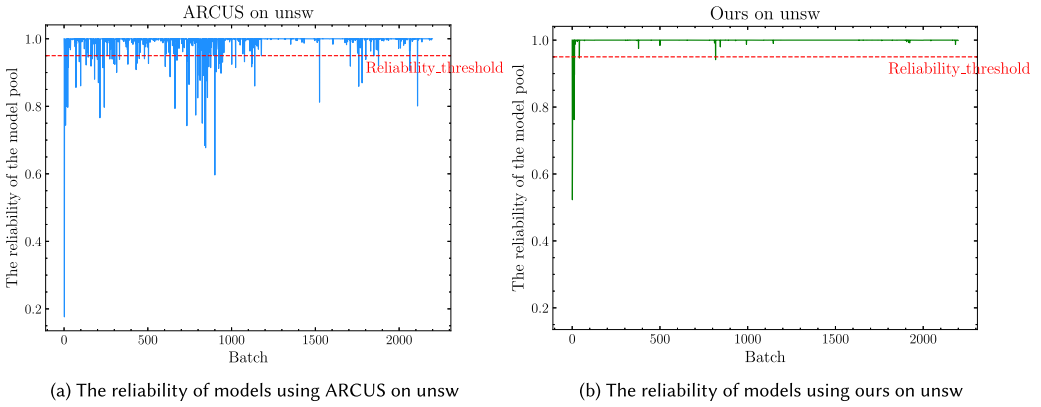 ARCUS on unsw
The reliability of the model pool
1.0
0.8
0.6
0.4
0.2
Reliability_threshold
0
500
1000
1500
2000
Batch
(a) The reliability of models using ARCUS on unsw
Ours on unsw
The reliability of the model pool
1.0
0.8
0.6
0.4
0.2
Reliability_threshold
0
500
1000
1500
2000
Batch
(b) The reliability of models using ours on unsw